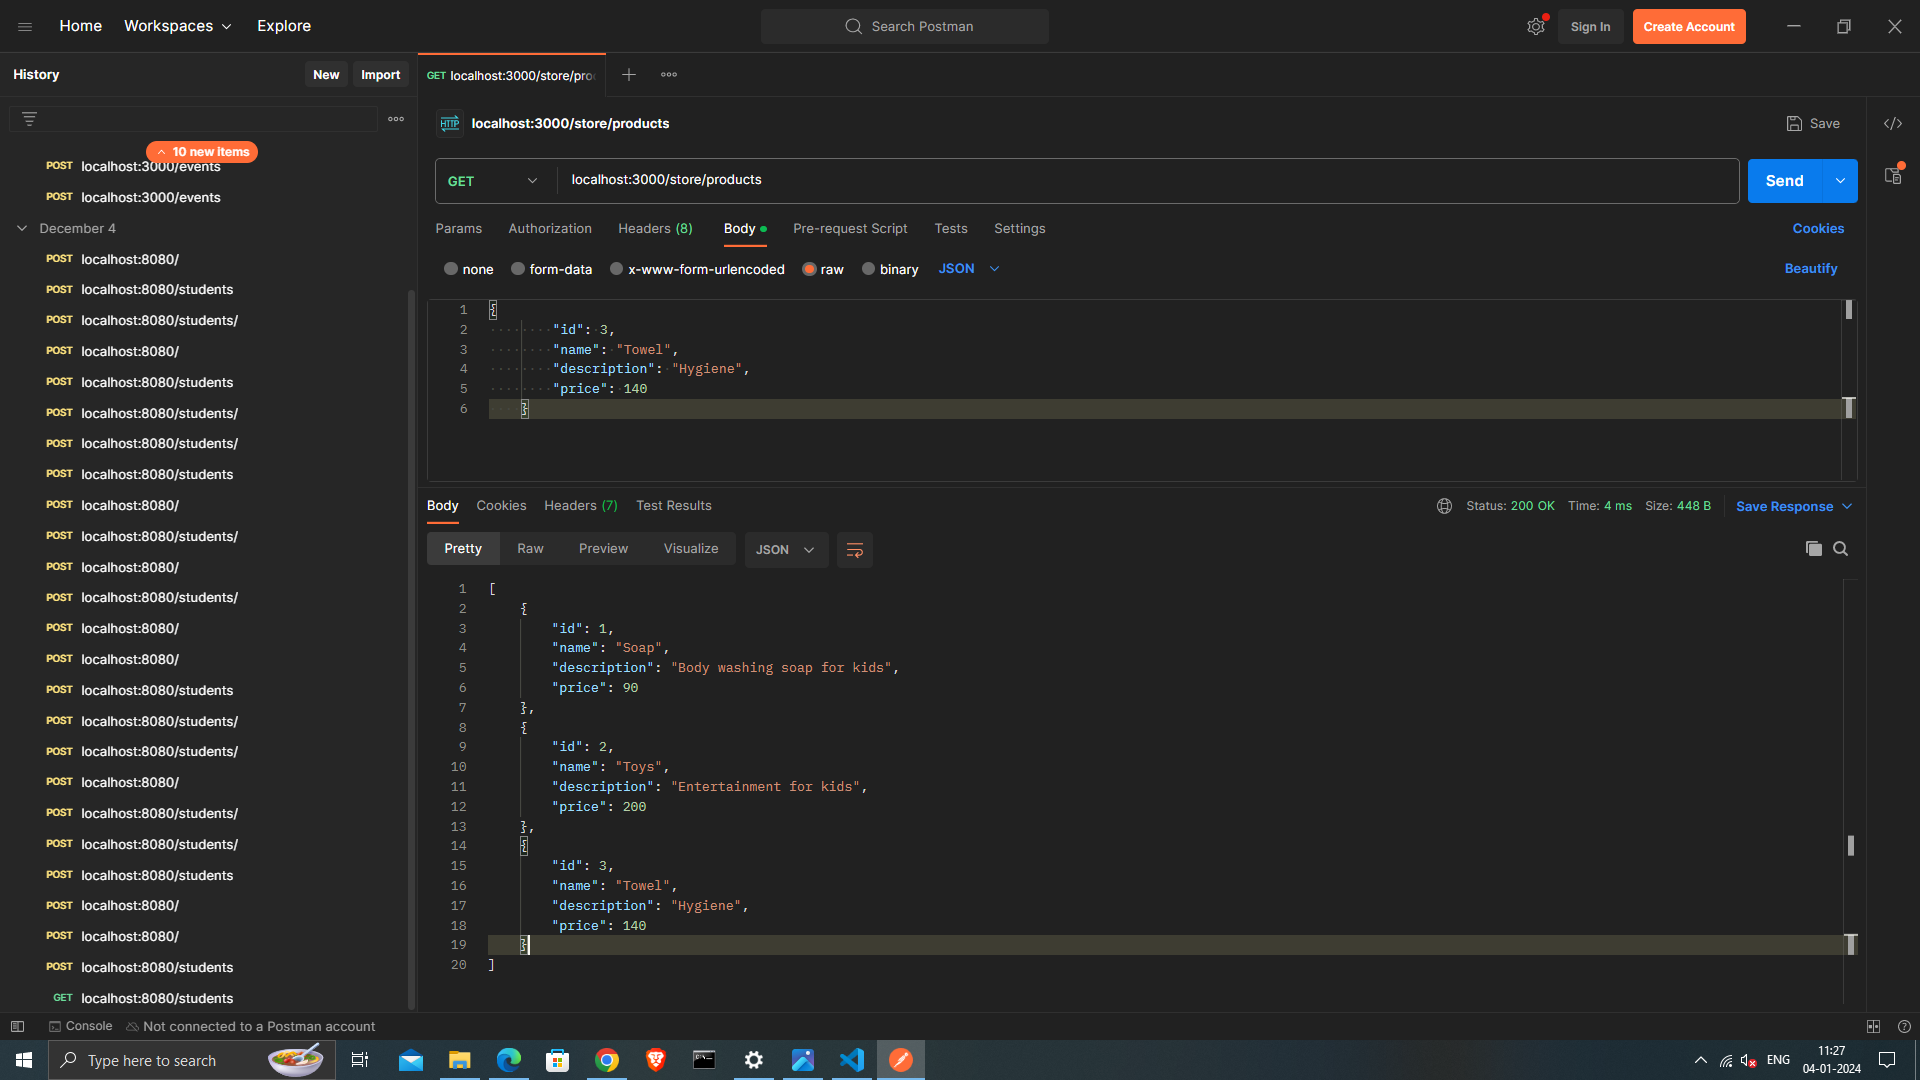 Home Workspaces Explore Search Postman Sign In Create Account
History New Import GET localhost:3000/store/pro
10 new items
POST localhost:3000/events
POST localhost:3000/events
December 4
POST localhost:8080/
POST localhost:8080/students
POST localhost:8080/students/
POST localhost:8080/
POST localhost:8080/students
POST localhost:8080/students/
POST localhost:8080/students/
POST localhost:8080/students
POST localhost:8080/
POST localhost:8080/students/
POST localhost:8080/
POST localhost:8080/students/
POST localhost:8080/
POST localhost:8080/
POST localhost:8080/students
POST localhost:8080/students/
POST localhost:8080/students/
POST localhost:8080/
POST localhost:8080/students/
POST localhost:8080/students/
POST localhost:8080/students
POST localhost:8080/
POST localhost:8080/
POST localhost:8080/students
GET localhost:8080/students
HTTP localhost:3000/store/products Save
GET localhost:3000/store/products Send
Params Authorization Headers (8) Body Pre-request Script Tests Settings Cookies
none form-data x-www-form-urlencoded raw binary JSON Beautify
1 {
2 "id": 3,
3 "name": "Towel",
4 "description": "Hygiene",
5 "price": 140
6 }
Body Cookies Headers (7) Test Results Status: 200 OK Time: 4 ms Size: 448 B Save Response
Pretty Raw Preview Visualize JSON
1 [
2 {
3 "id": 1,
4 "name": "Soap",
5 "description": "Body washing soap for kids",
6 "price": 90
7 },
8 {
9 "id": 2,
10 "name": "Toys",
11 "description": "Entertainment for kids",
12 "price": 200
13 },
14 {
15 "id": 3,
16 "name": "Towel",
17 "description": "Hygiene",
18 "price": 140
19 }
20 ]
Console Not connected to a Postman account
Type here to search ENG 11:27
04-01-2024